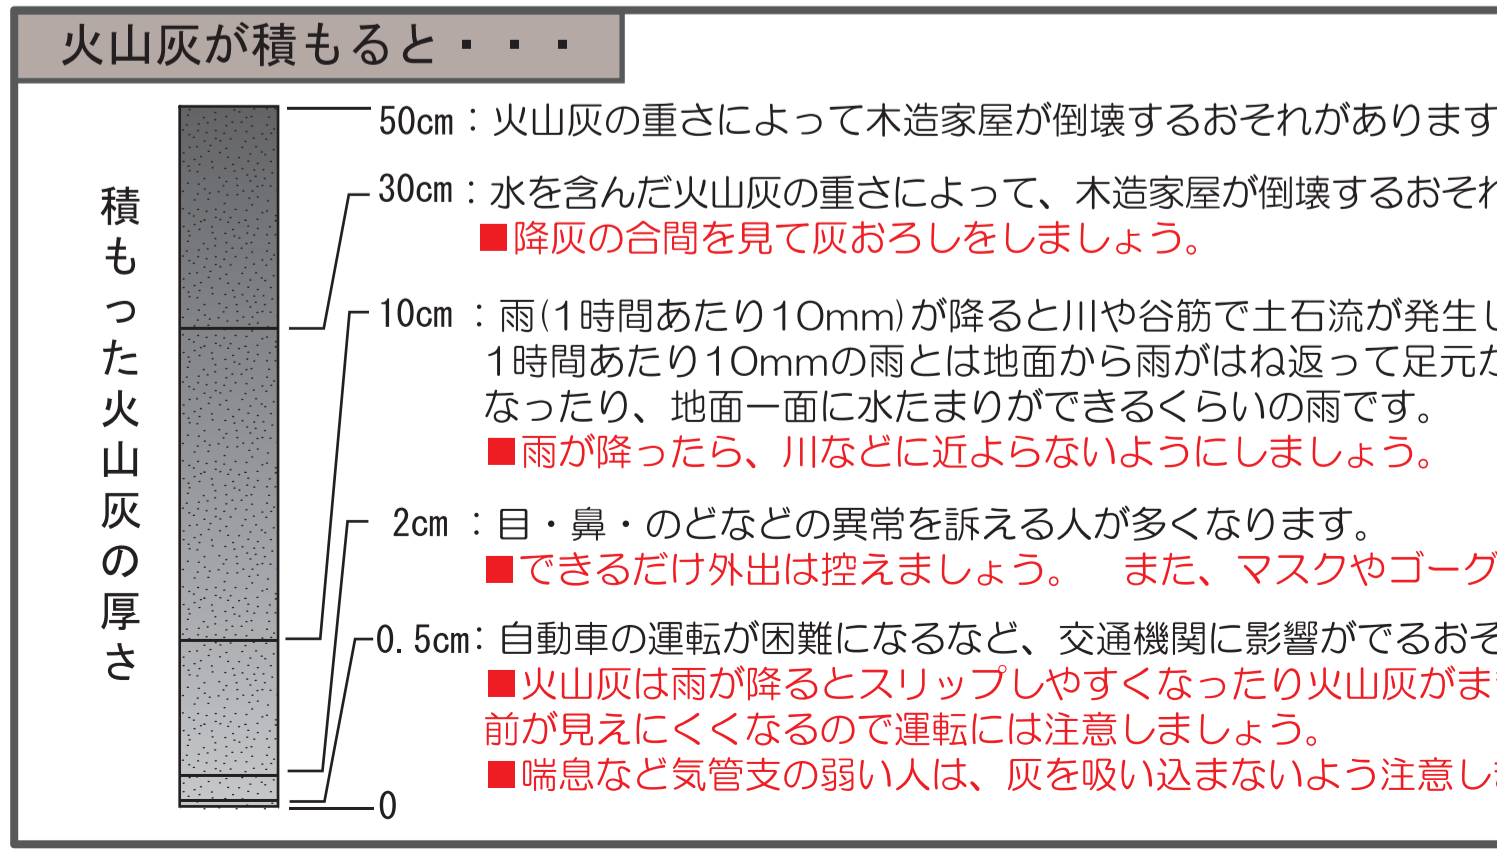 火山灰が積もると・・・
積もった火山灰の厚さ
50cm：火山灰の重さによって木造家屋が倒壊するおそれがあります
30cm：水を含んだ火山灰の重さによって、木造家屋が倒壊するおそれ
■降灰の合間を見て灰おろしをしましょう。
10cm：雨(1時間あたり10mm)が降ると川や谷筋で土石流が発生し
1時間あたり10mmの雨とは地面から雨がはね返って足元が
なったり、地面一面に水たまりができるくらいの雨です。
■雨が降ったら、川などに近よらないようにしましょう。
2cm：目・鼻・のどなどの異常を訴える人が多くなります。
■できるだけ外出は控えましょう。　また、マスクやゴーグ
0.5cm：自動車の運転が困難になるなど、交通機関に影響がでるおそ
■火山灰は雨が降るとスリップしやすくなったり火山灰がま
前が見えにくくなるので運転には注意しましょう。
■喘息など気管支の弱い人は、灰を吸い込まないよう注意し
0